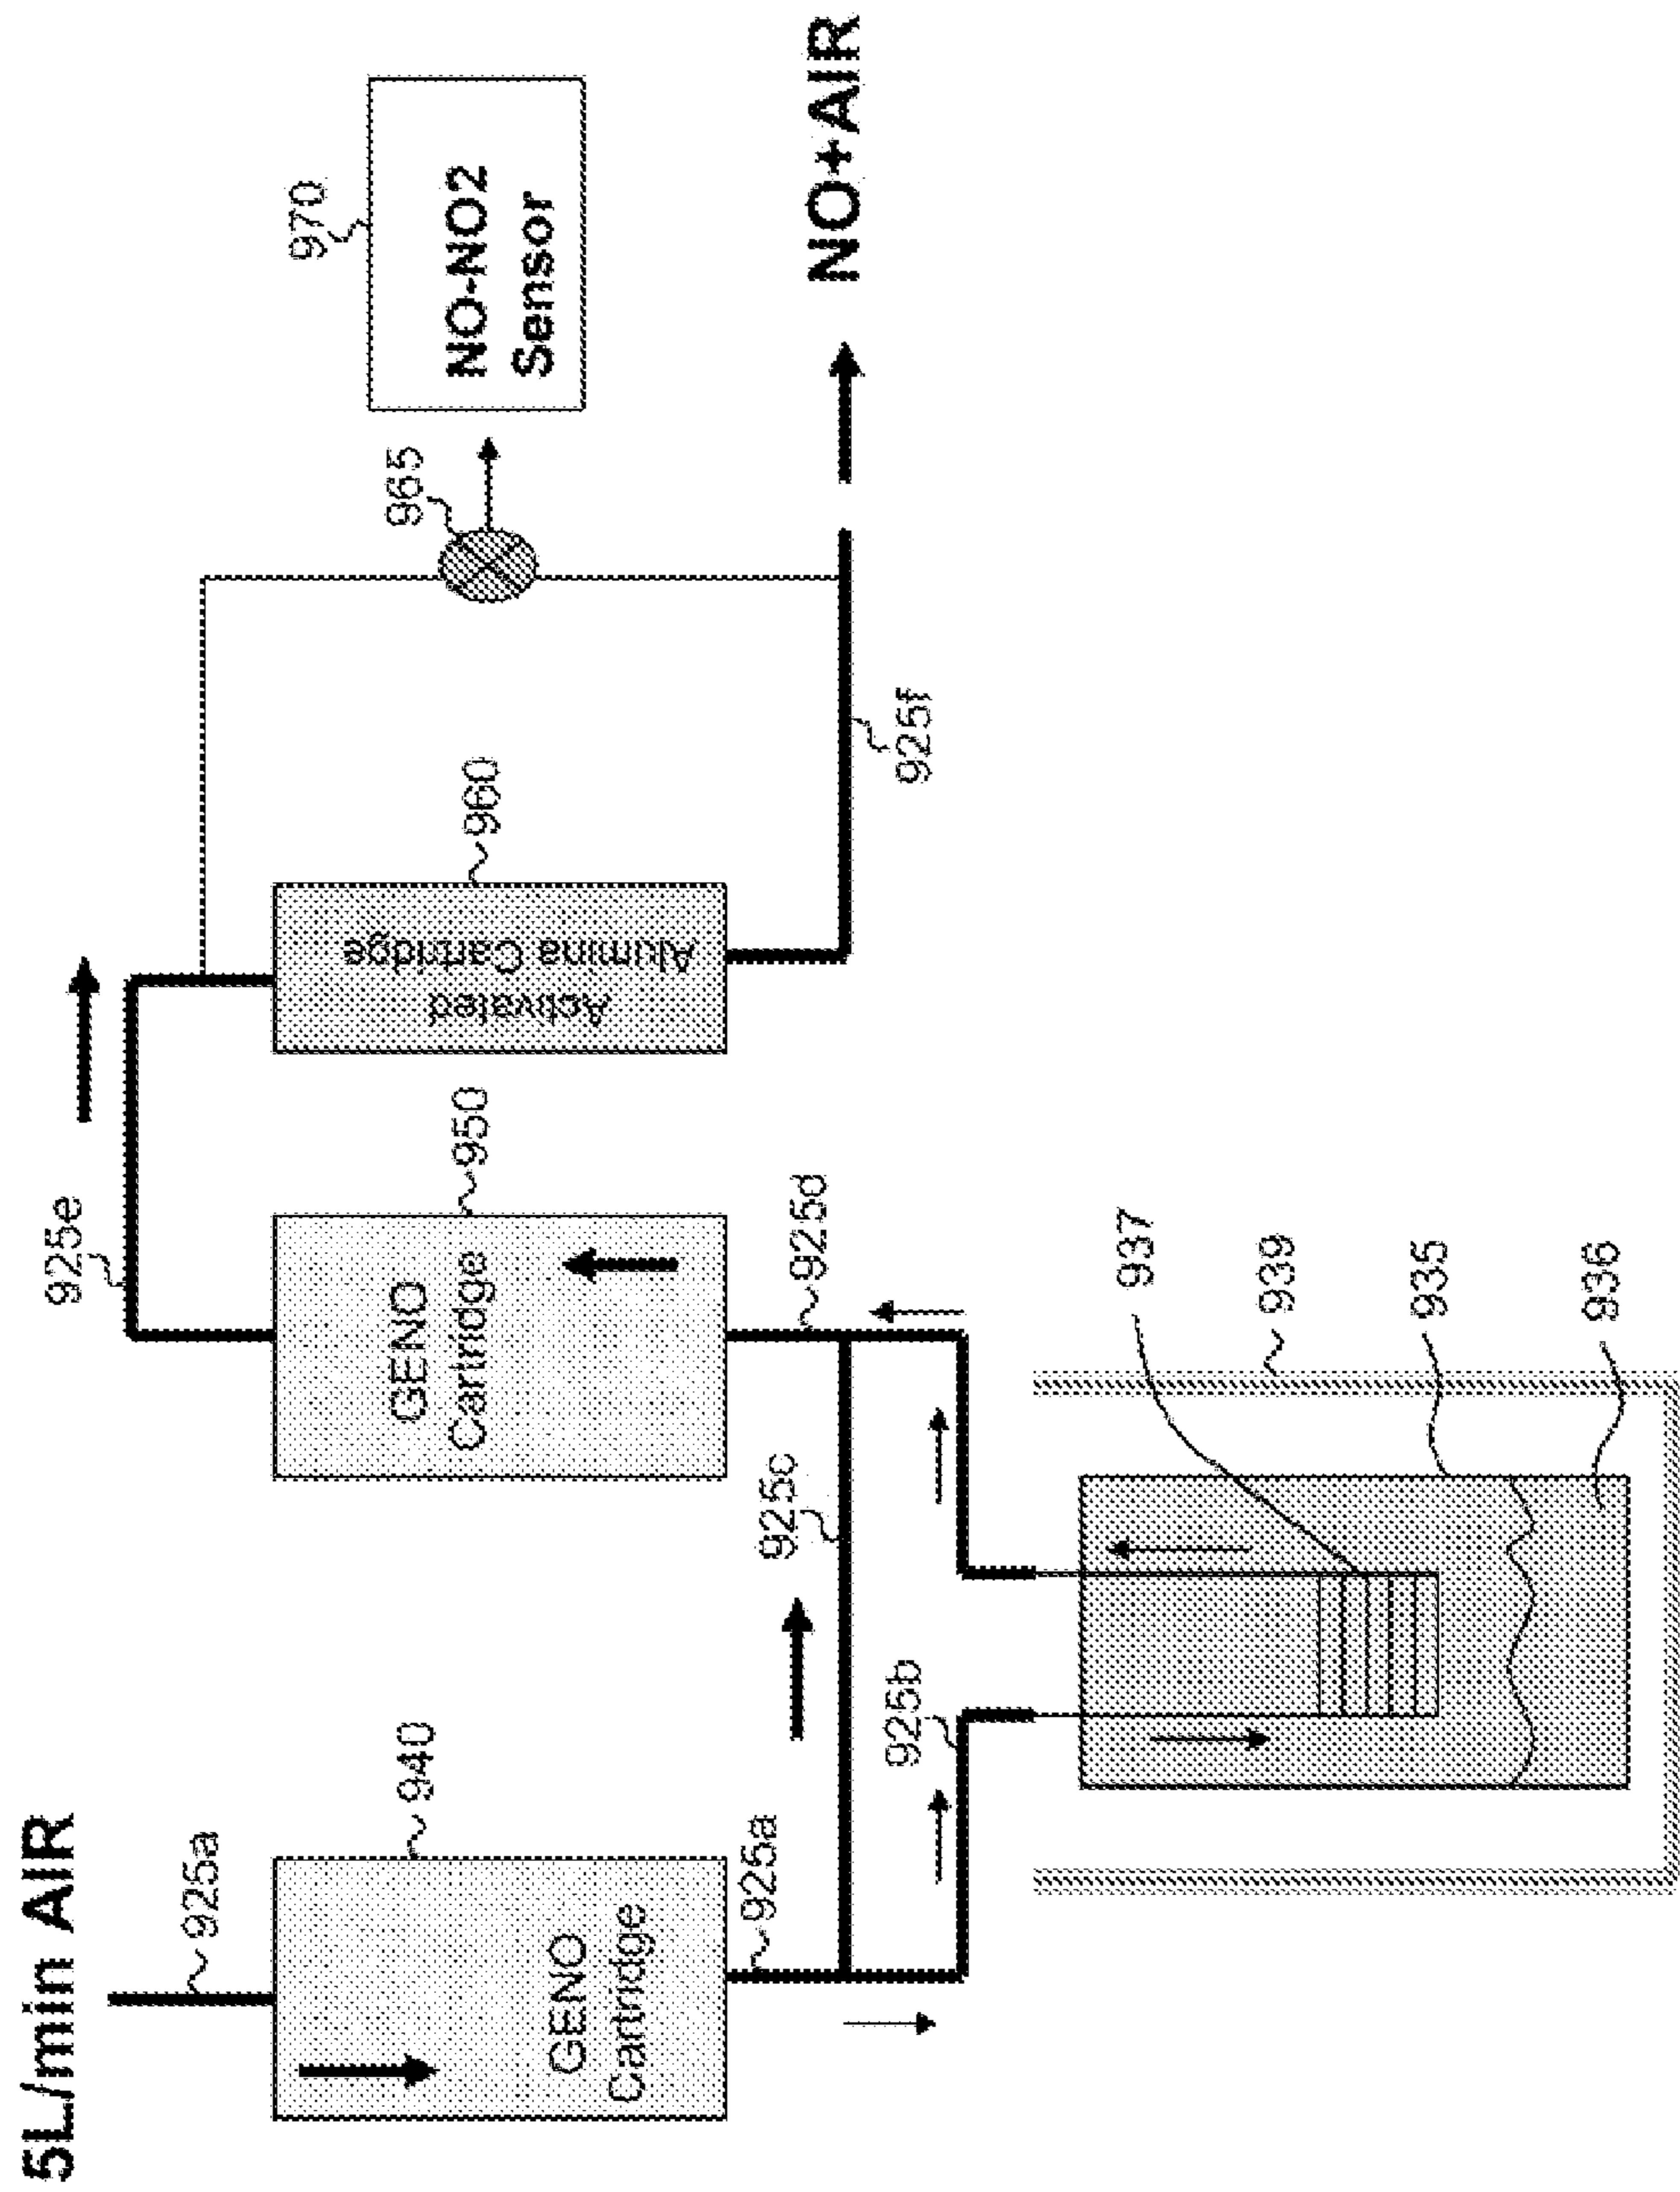 5L/min AIR
925a
940
GENO
Cartridge
925a
925b
925c
925d
937
939
935
936
950
GENO
Cartridge
925e
960
Activated
Alumina Cartridge
925f
965
970
NO-NO2
Sensor
NO+AIR